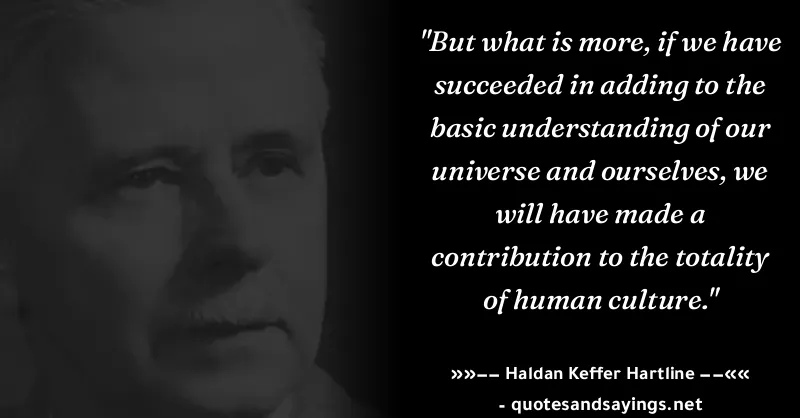 "But what is more, if we have
succeeded in adding to the
basic understanding of our
universe and ourselves, we
will have made a
contribution to the totality
of human culture."
»»−− Haldan Keffer Hartline −−««
- quotesandsayings.net